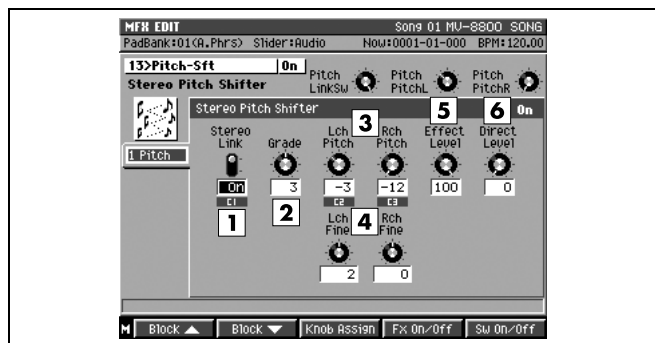 MFX EDIT Song 01 MV-8800 SONG
PadBank:01(A.Phrs) Slider:Audio Now:0001-01-000 BPM:120.00
13>Pitch-Sft On
Stereo Pitch Shifter
Pitch LinkSw
Pitch PitchL
Pitch PitchR
Stereo Pitch Shifter On
3 5 6
Stereo Link
Grade
Lch Pitch
Rch Pitch
Effect Level
Direct Level
1 Pitch
On 3 -3 -12 100 0
C1 C2 C3
1 2 4
Lch Fine
Rch Fine
2 0
M Block ▲ Block ▼ Knob Assign Fx On/Off Sw On/Off